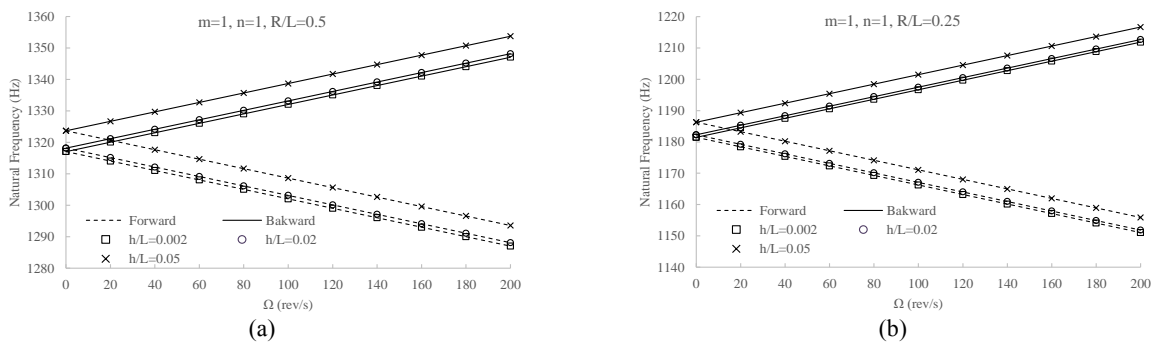 m=1, n=1, R/L=0.5
Natural Frequency (Hz)
1360
1350
1340
1330
1320
1310
1300
1290
1280
Forward
Bakward
h/L=0.002
h/L=0.02
h/L=0.05
0 20 40 60 80 100 120 140 160 180 200
Ω (rev/s)
(a)
m=1, n=1, R/L=0.25
Natural Frequency (Hz)
1220
1210
1200
1190
1180
1170
1160
1150
1140
Forward
Bakward
h/L=0.002
h/L=0.02
h/L=0.05
0 20 40 60 80 100 120 140 160 180 200
Ω (rev/s)
(b)